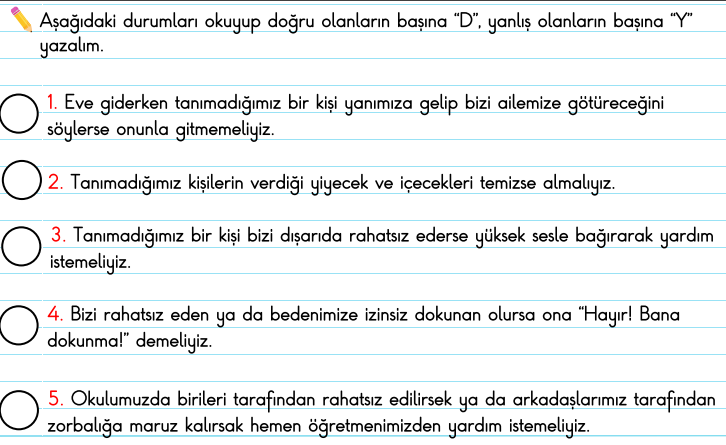 Aşağıdaki durumları okuyup doğru olanların başına “D”, yanlış olanların başına “Y”
yazalım.
1. Eve giderken tanımadığımız bir kişi yanımıza gelip bizi ailemize götüreceğini
söylerse onunla gitmemeliyiz.
2. Tanımadığımız kişilerin verdiği yiyecek ve içecekleri temizse almalıyız.
3. Tanımadığımız bir kişi bizi dışarıda rahatsız ederse yüksek sesle bağırarak yardım
istemeliyiz.
4. Bizi rahatsız eden ya da bedenimize izinsiz dokunan olursa ona “Hayır! Bana
dokunma!” demeliyiz.
5. Okulumuzda birileri tarafından rahatsız edilirsek ya da arkadaşlarımız tarafından
zorbalığa maruz kalırsak hemen öğretmenimizden yardım istemeliyiz.